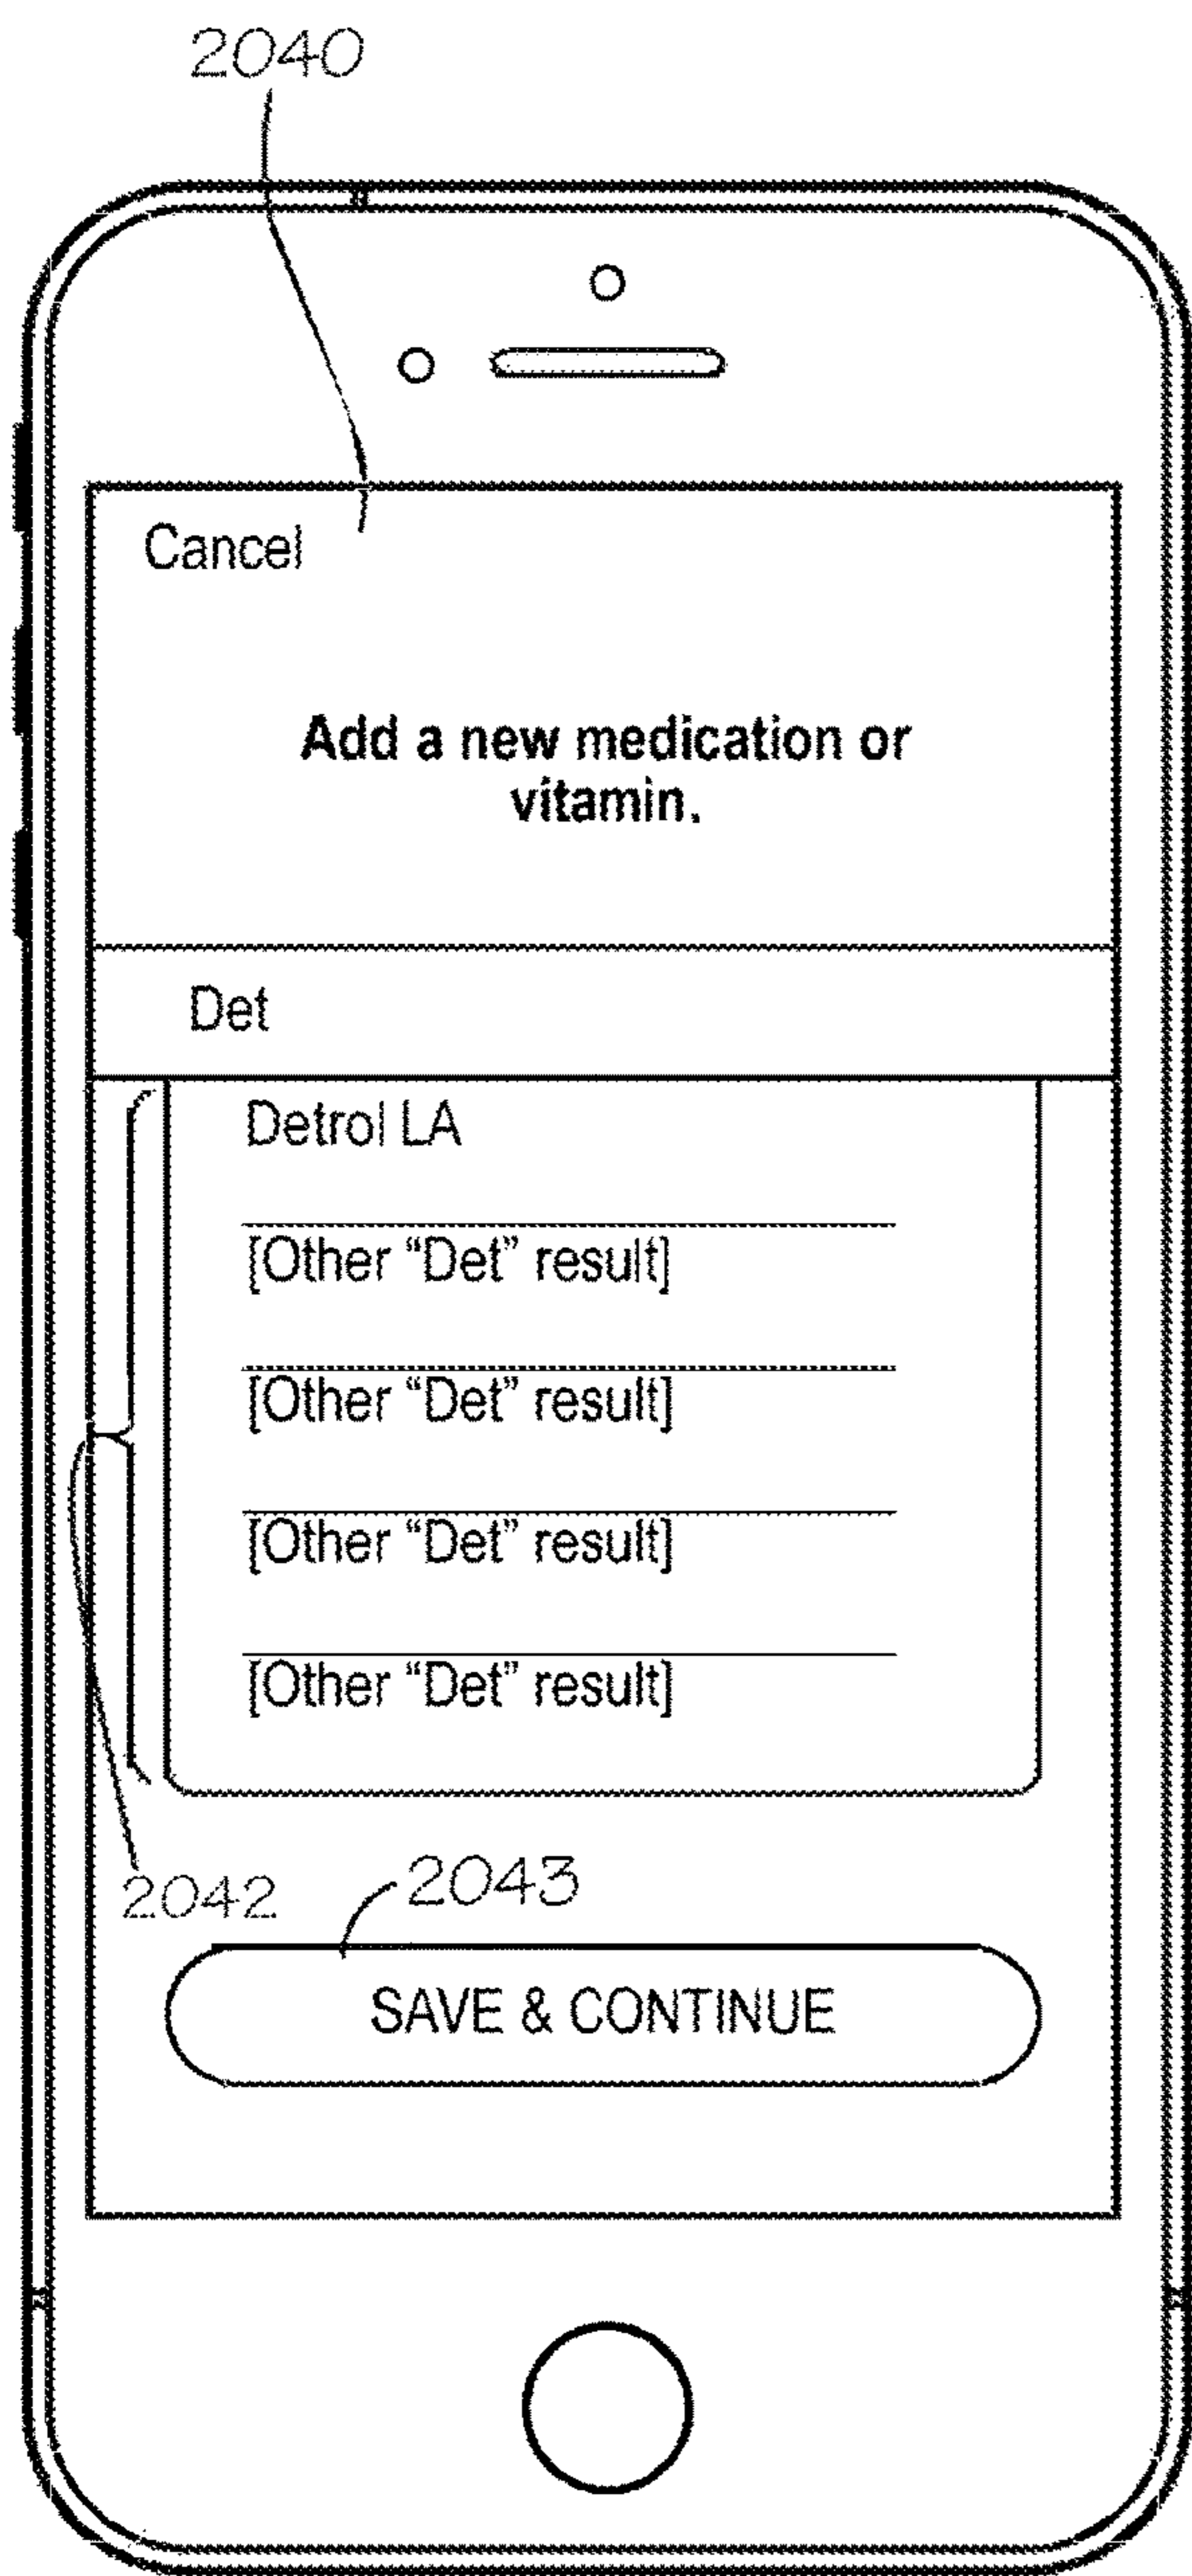 2040
Cancel
Add a new medication or
vitamin.
Det
Detrol LA
[Other “Det” result]
[Other “Det” result]
[Other “Det” result]
[Other “Det” result]
2042
2043
SAVE & CONTINUE